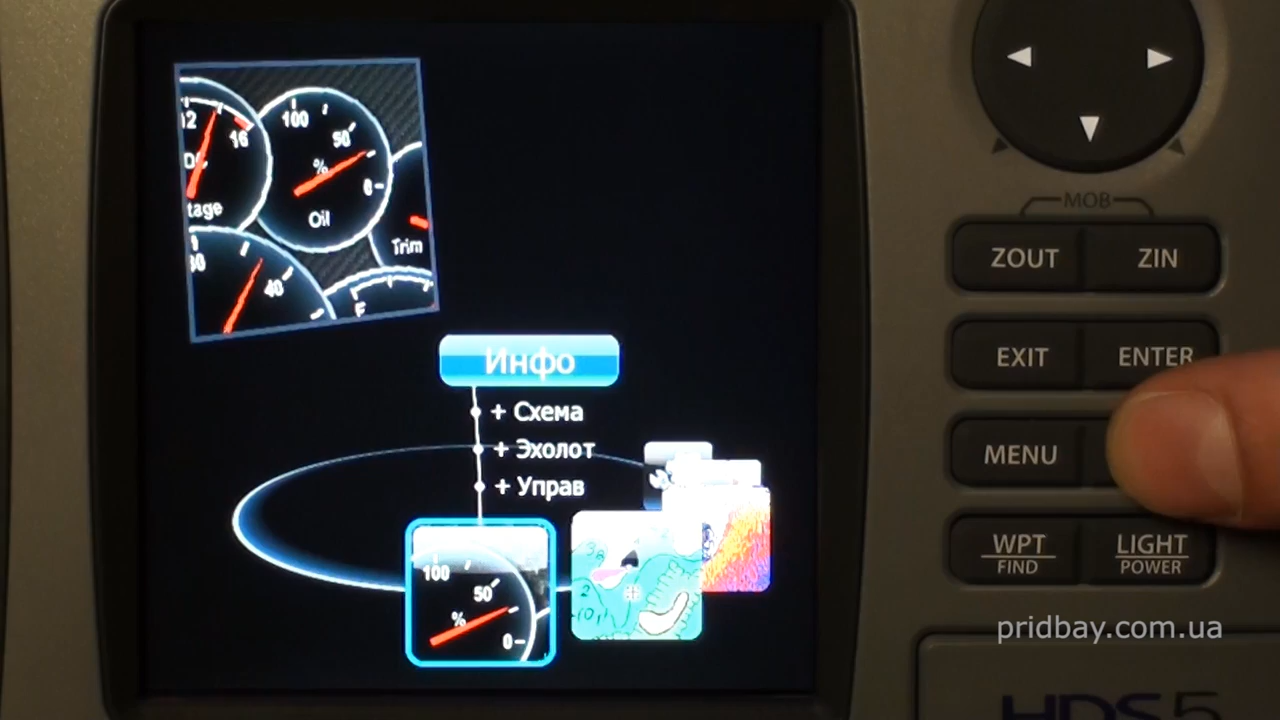 12
16
100
50
%
0
Oil
Trim
40
F
Инфо
+ Схема
+ Эхолот
+ Управ
100
50
%
0
MOB
ZOUT ZIN
EXIT ENTER
MENU
WPT LIGHT
FIND POWER
pridbay.com.ua
HDS5